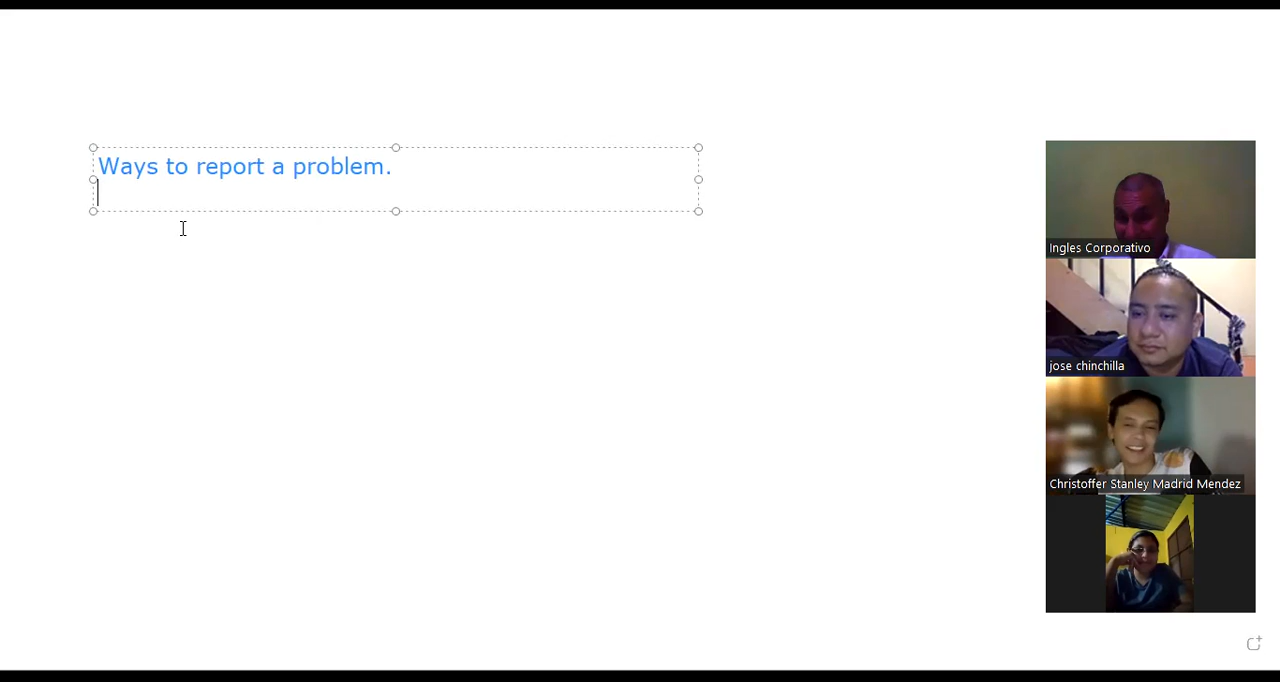 Ways to report a problem.
Ingles Corporativo
jose chinchilla
Christoffer Stanley Madrid Mendez